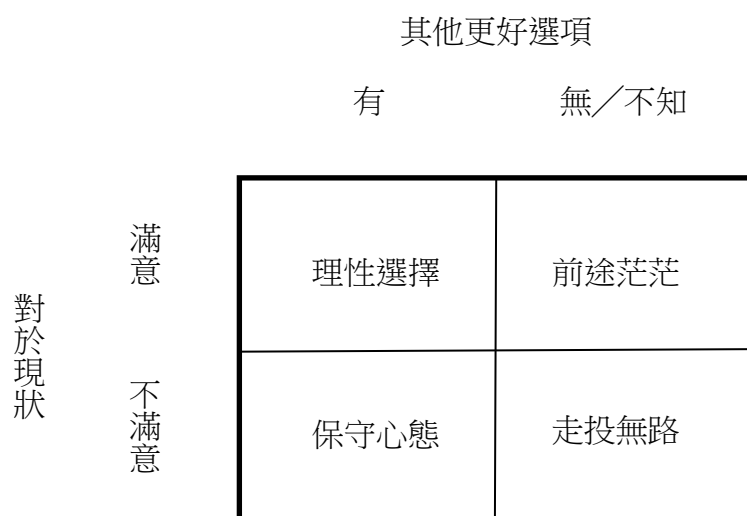 其他更好選項
有 無／不知
對於現狀
滿意
理性選擇 前途茫茫
不滿意
保守心態 走投無路